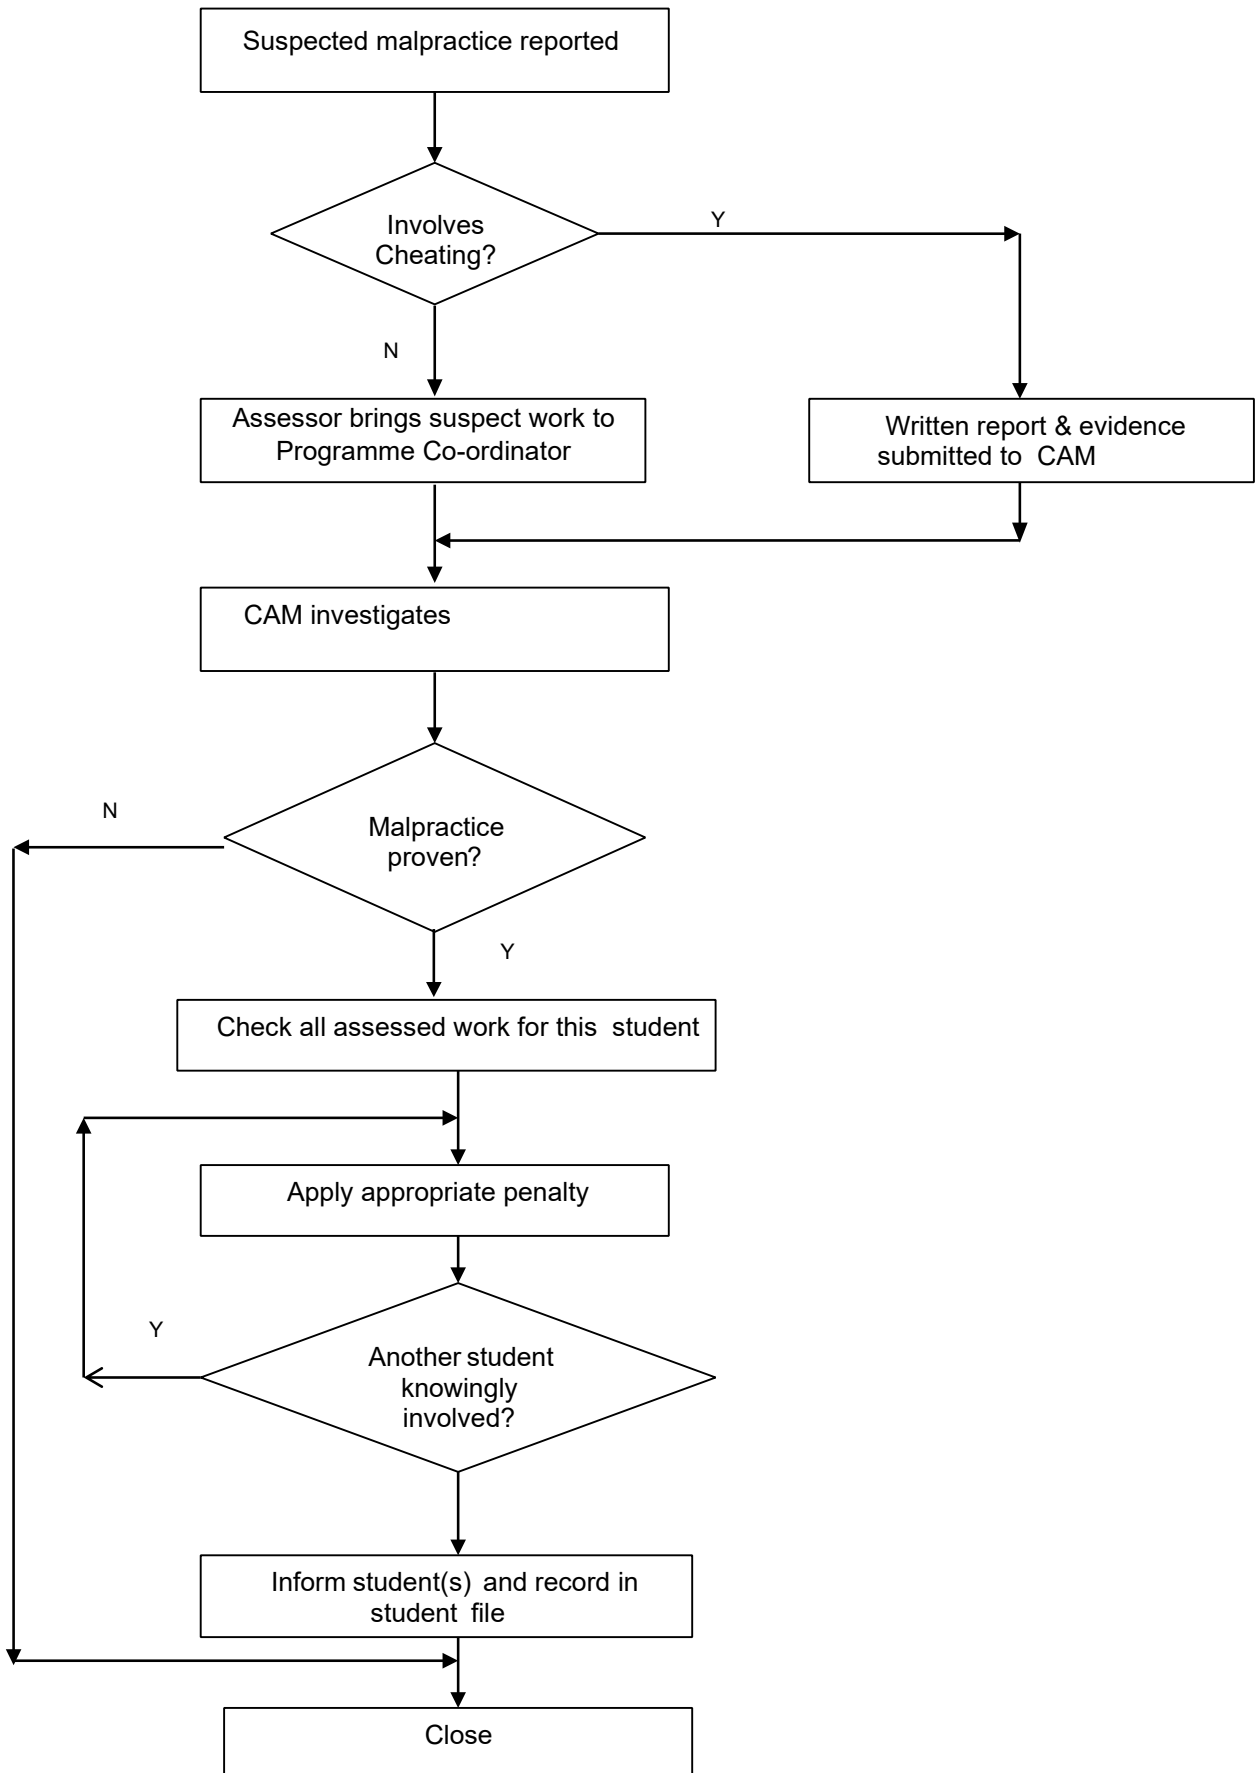 Suspected malpractice reported
Involves
Cheating?
Y
N
Assessor brings suspect work to
Programme Co-ordinator
Written report & evidence
submitted to CAM
CAM investigates
Malpractice
proven?
N
Y
Check all assessed work for this student
Apply appropriate penalty
Another student
knowingly
involved?
Y
Inform student(s) and record in
student file
Close